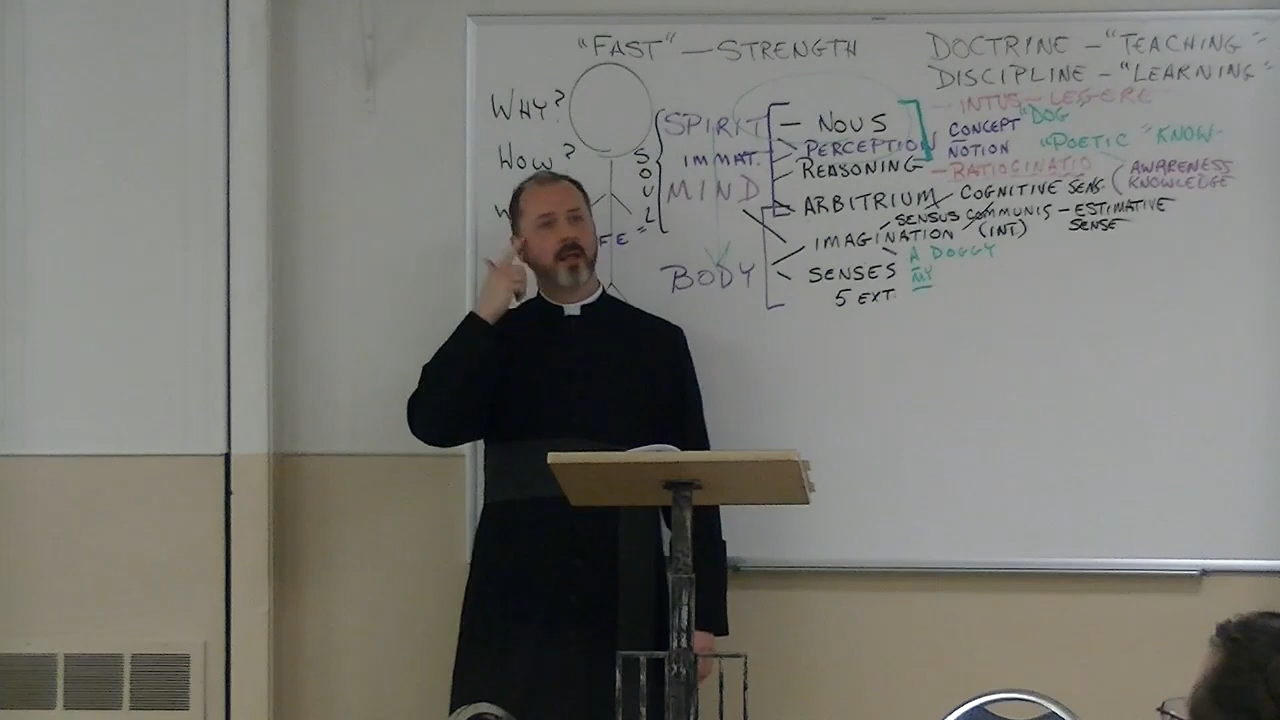 "FAST" — STRENGTH
DOCTRINE - "TEACHING"
DISCIPLINE - "LEARNING"
WHY?
HOW?
W
SOUL
FE"
SPIRIT
IMMAT.
MIND
BODY
— NOUS
PERCEPTION
REASONING
ARBITRIUM
IMAGINATION
SENSES
5 EXT.
— INTUS-LEGERE
CONCEPT "DOG
NOTION
"POETIC" KNOW-
— RATIOCINATIO
AWARENESS
KNOWLEDGE
COGNITIVE SENS.
SENSUS COMMUNIS - ESTIMATIVE
SENSE
(INT)
A DOGGY
MY